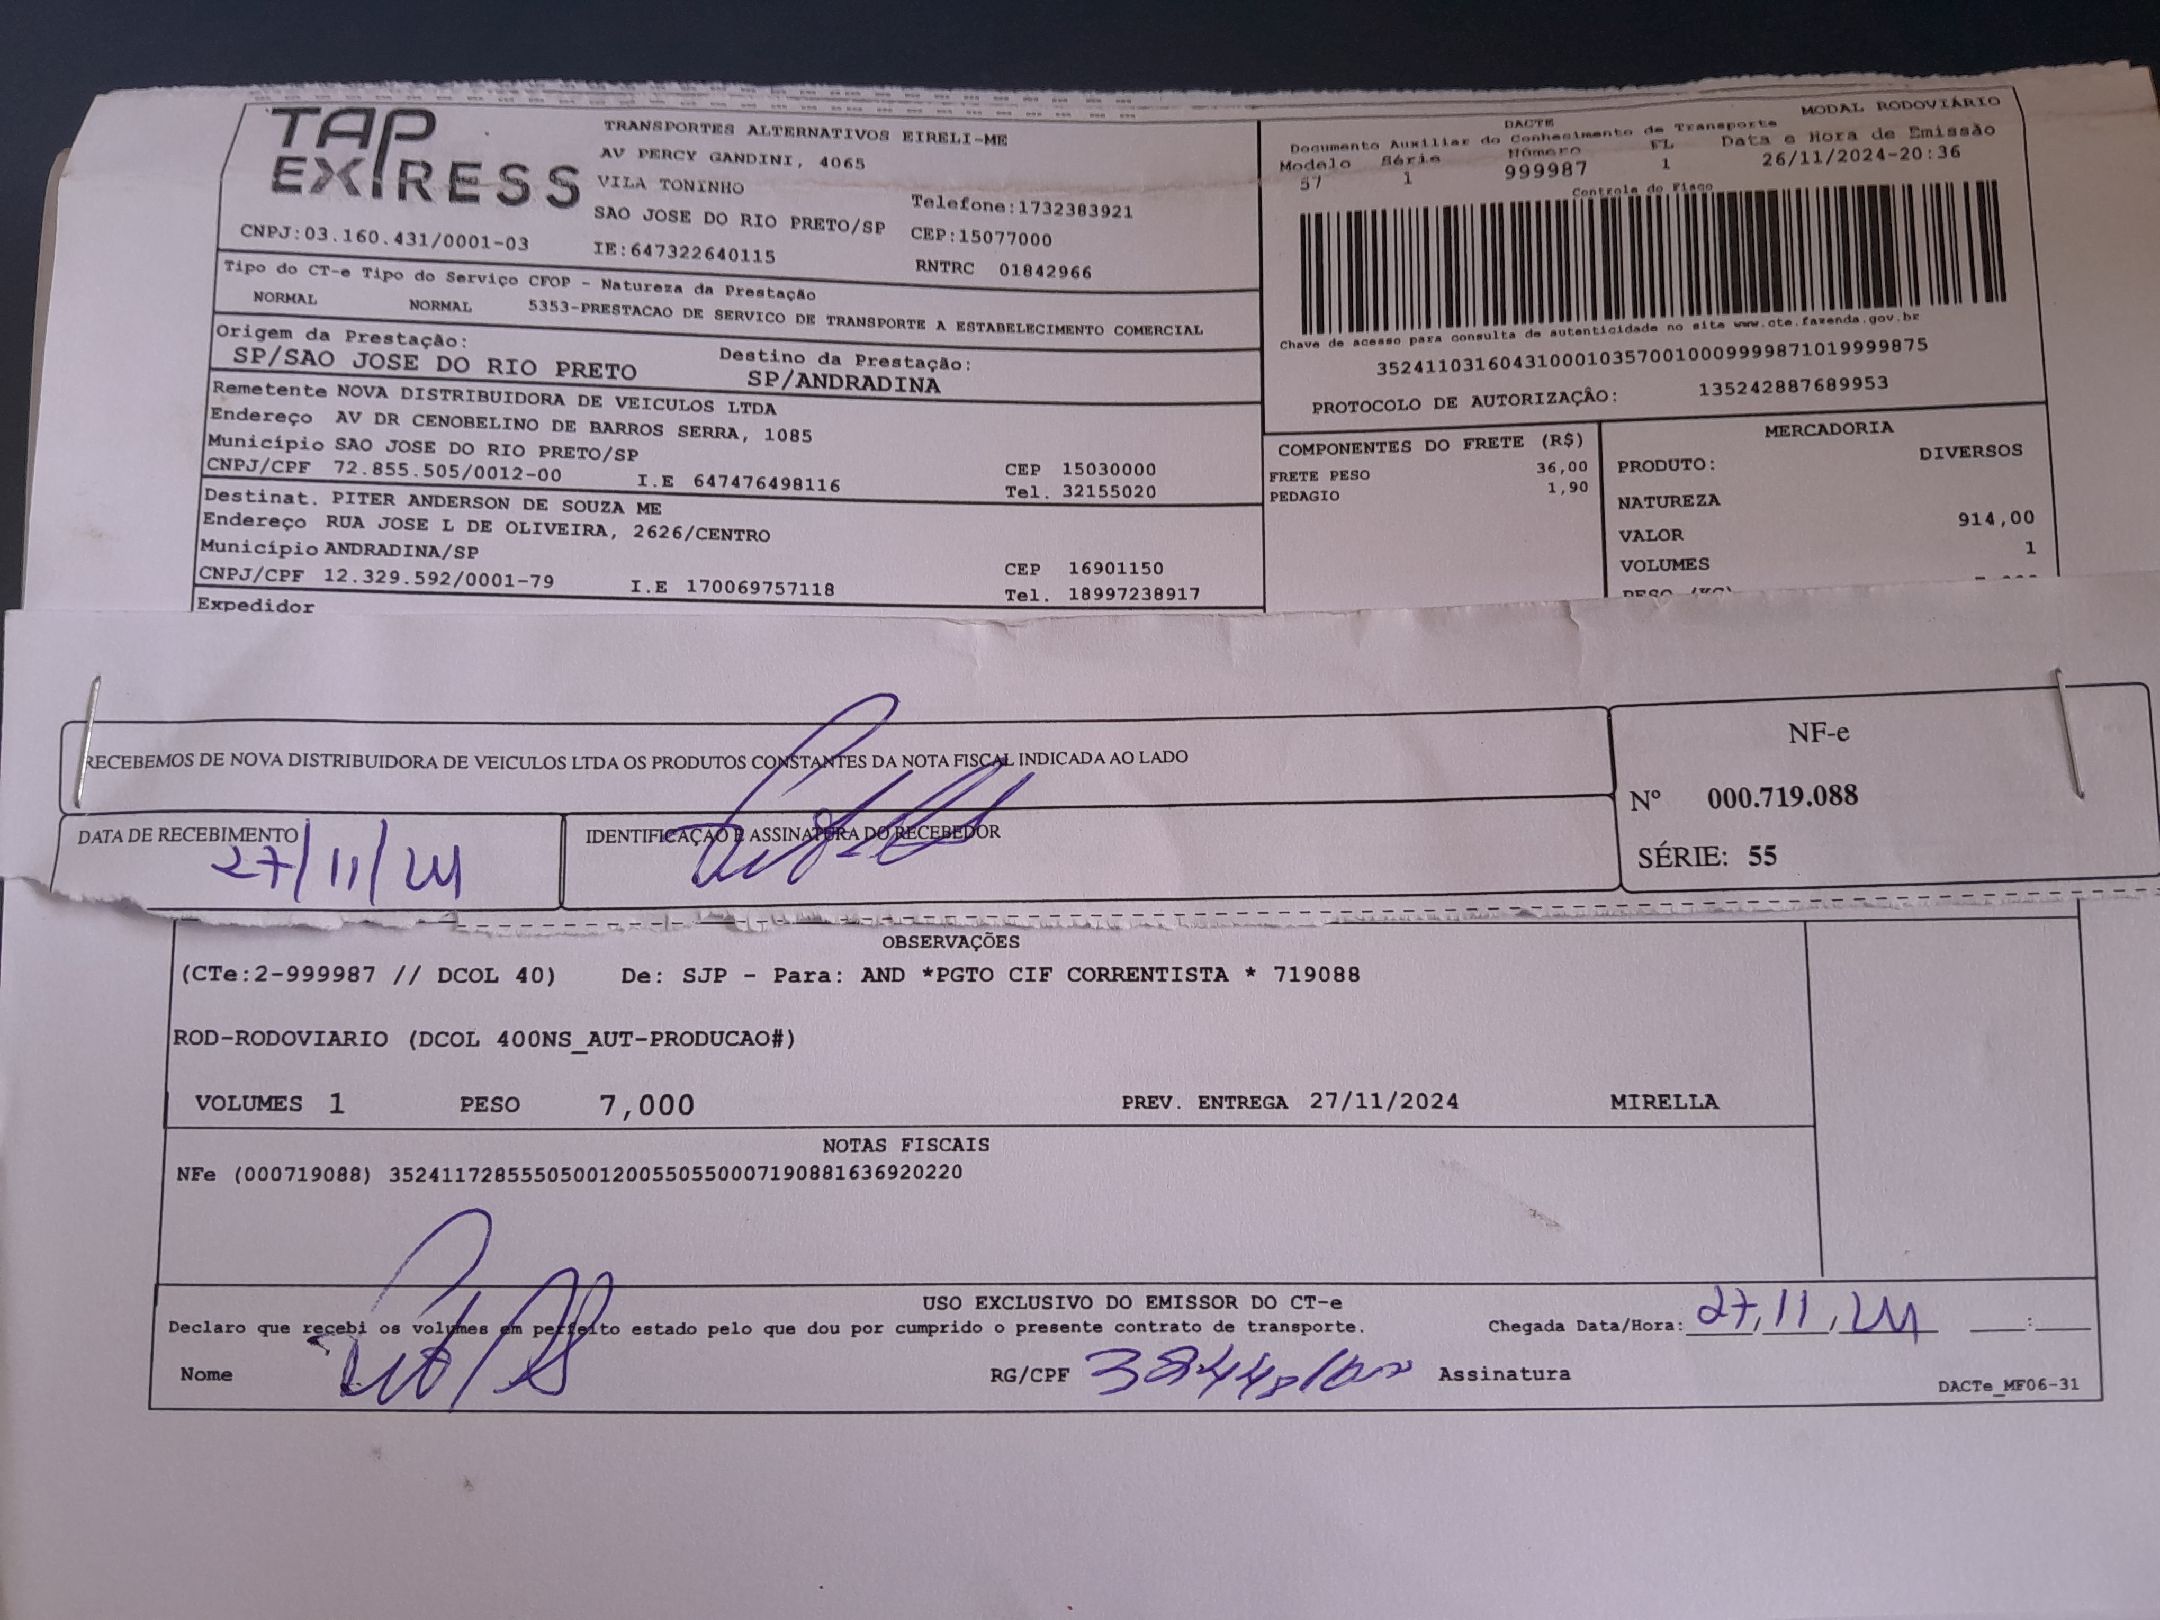 TAP EXPRESS
TRANSPORTES ALTERNATIVOS EIRELI-ME
AV PERCY GANDINI, 4065
VILA TONINHO
Telefone:1732383921
SAO JOSE DO RIO PRETO/SP CEP:15077000
CNPJ:03.160.431/0001-03 IE:647322640115 RNTRC 01842966
DACTE MODAL RODOVIÁRIO
Documento Auxiliar do Conhecimento de Transporte
Modelo Série Número FL Data e Hora de Emissão
57 1 999987 1 26/11/2024-20:36
Controle do Fisco
Chave de acesso para consulta de autenticidade no site www.cte.fazenda.gov.br
35241103160431000103570010009999871019999875
PROTOCOLO DE AUTORIZAÇÂO: 135242887689953
Tipo do CT-e Tipo do Serviço CFOP - Natureza da Prestação
NORMAL NORMAL 5353-PRESTACAO DE SERVICO DE TRANSPORTE A ESTABELECIMENTO COMERCIAL
Origem da Prestação: Destino da Prestação:
SP/SAO JOSE DO RIO PRETO SP/ANDRADINA
Remetente NOVA DISTRIBUIDORA DE VEICULOS LTDA
Endereço AV DR CENOBELINO DE BARROS SERRA, 1085
Município SAO JOSE DO RIO PRETO/SP CEP 15030000
CNPJ/CPF 72.855.505/0012-00 I.E 647476498116 Tel. 32155020
Destinat. PITER ANDERSON DE SOUZA ME
Endereço RUA JOSE L DE OLIVEIRA, 2626/CENTRO
Município ANDRADINA/SP CEP 16901150
CNPJ/CPF 12.329.592/0001-79 I.E 170069757118 Tel. 18997238917
Expedidor
COMPONENTES DO FRETE (R$)
FRETE PESO 36,00
PEDAGIO 1,90
MERCADORIA
PRODUTO: DIVERSOS
NATUREZA
VALOR 914,00
VOLUMES 1
RECEBEMOS DE NOVA DISTRIBUIDORA DE VEICULOS LTDA OS PRODUTOS CONSTANTES DA NOTA FISCAL INDICADA AO LADO
DATA DE RECEBIMENTO
27/11/24
IDENTIFICAÇÃO E ASSINATURA DO RECEBEDOR
NF-e
Nº 000.719.088
SÉRIE: 55
OBSERVAÇÕES
(CTe:2-999987 // DCOL 40) De: SJP - Para: AND *PGTO CIF CORRENTISTA * 719088
ROD-RODOVIARIO (DCOL 400NS_AUT-PRODUCAO#)
VOLUMES 1 PESO 7,000 PREV. ENTREGA 27/11/2024 MIRELLA
NOTAS FISCAIS
NFe (000719088) 35241172855505001200550550007190881636920220
USO EXCLUSIVO DO EMISSOR DO CT-e
Declaro que recebi os volumes em perfeito estado pelo que dou por cumprido o presente contrato de transporte. Chegada Data/Hora: 27,11,24 __:__
Nome RG/CPF Assinatura
DACTe_MF06-31